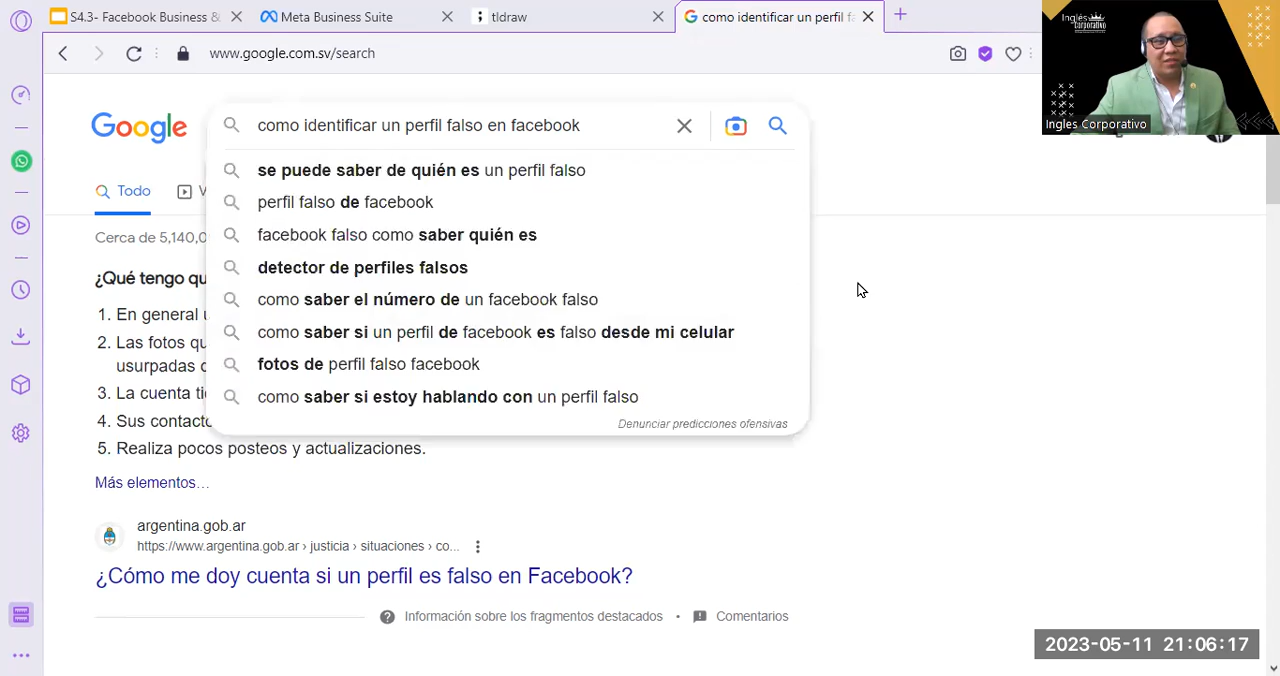 S4.3- Facebook Business &
Meta Business Suite
tldraw
como identificar un perfil fa
www.google.com.sv/search
Inglés
Corporativo
Ingles Corporativo
Google
como identificar un perfil falso en facebook
se puede saber de quién es un perfil falso
perfil falso de facebook
facebook falso como saber quién es
detector de perfiles falsos
como saber el número de un facebook falso
como saber si un perfil de facebook es falso desde mi celular
fotos de perfil falso facebook
como saber si estoy hablando con un perfil falso
Denunciar predicciones ofensivas
Todo
V
Cerca de 5,140,0
¿Qué tengo qu
1. En general u
2. Las fotos qu
usurpadas o
3. La cuenta tie
4. Sus contacto
5. Realiza pocos posteos y actualizaciones.
Más elementos…
argentina.gob.ar
https://www.argentina.gob.ar › justicia › situaciones › co...
¿Cómo me doy cuenta si un perfil es falso en Facebook?
Información sobre los fragmentos destacados • Comentarios
2023-05-11 21:06:17